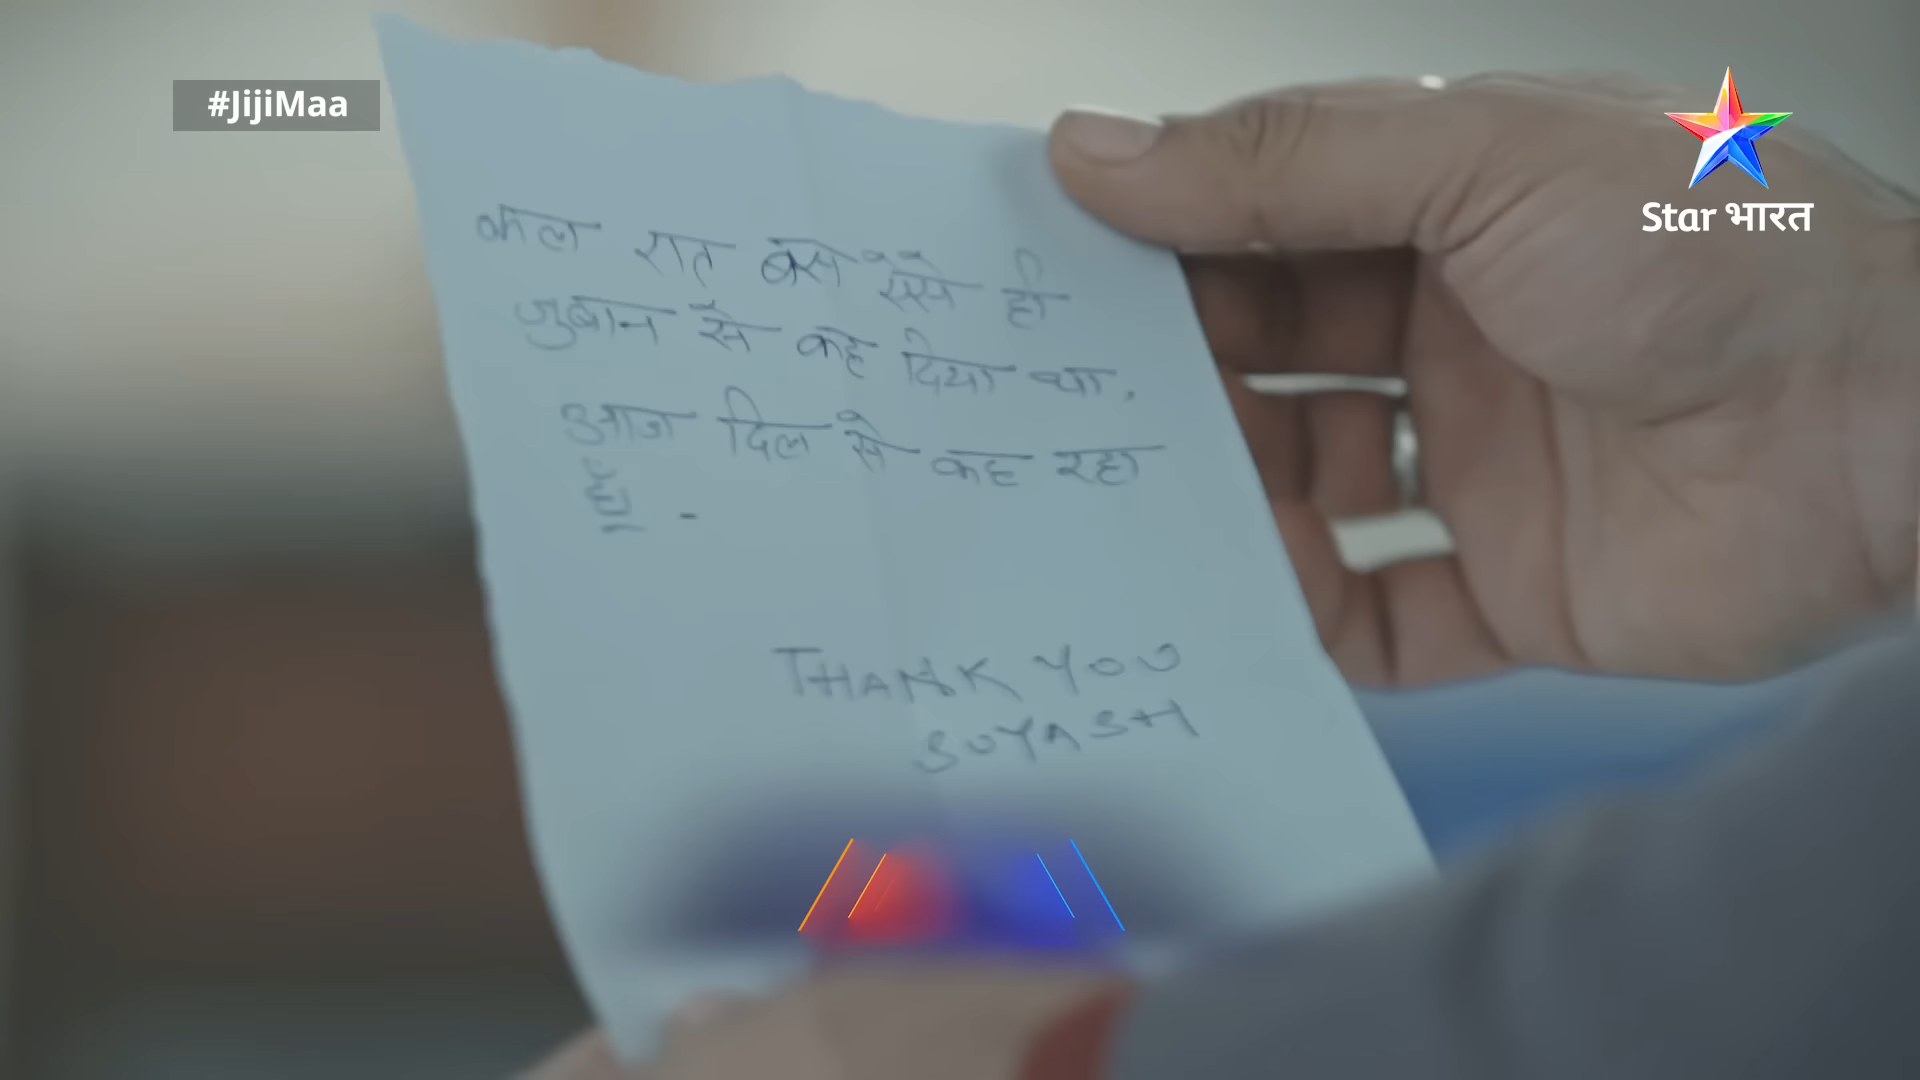 #JijiMaa
Star भारत
कल रात बस ऐसे ही
जुबान से कह दिया था,
आज दिल से कह रहा
हूँ -
THANK YOU
SUYASH